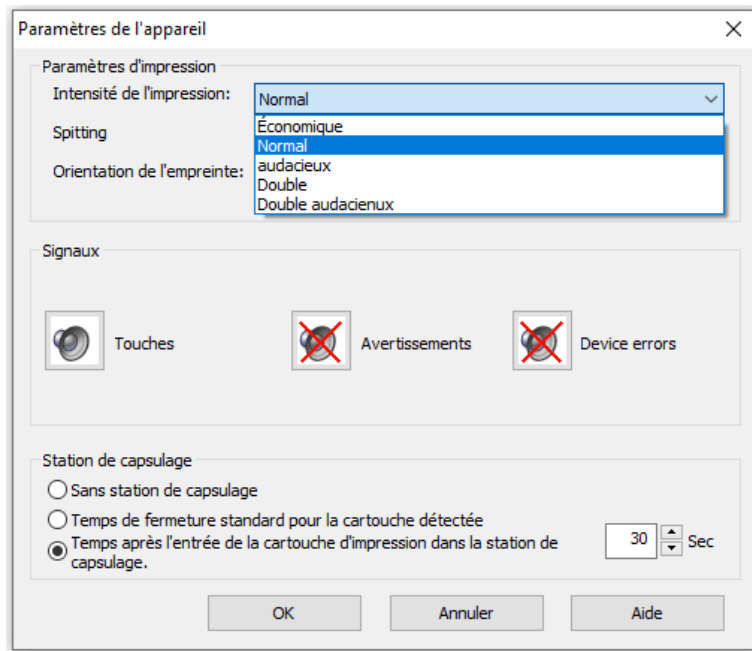 Paramètres de l'appareil
Paramètres d'impression
Intensité de l'impression:
Normal
Économique
Normal
audacieux
Double
Double audacienux
Spitting
Orientation de l'empreinte:
Signaux
Touches
Avertissements
Device errors
Station de capsulage
Sans station de capsulage
Temps de fermeture standard pour la cartouche détectée
Temps après l'entrée de la cartouche d'impression dans la station de
capsulage.
30
Sec
OK
Annuler
Aide